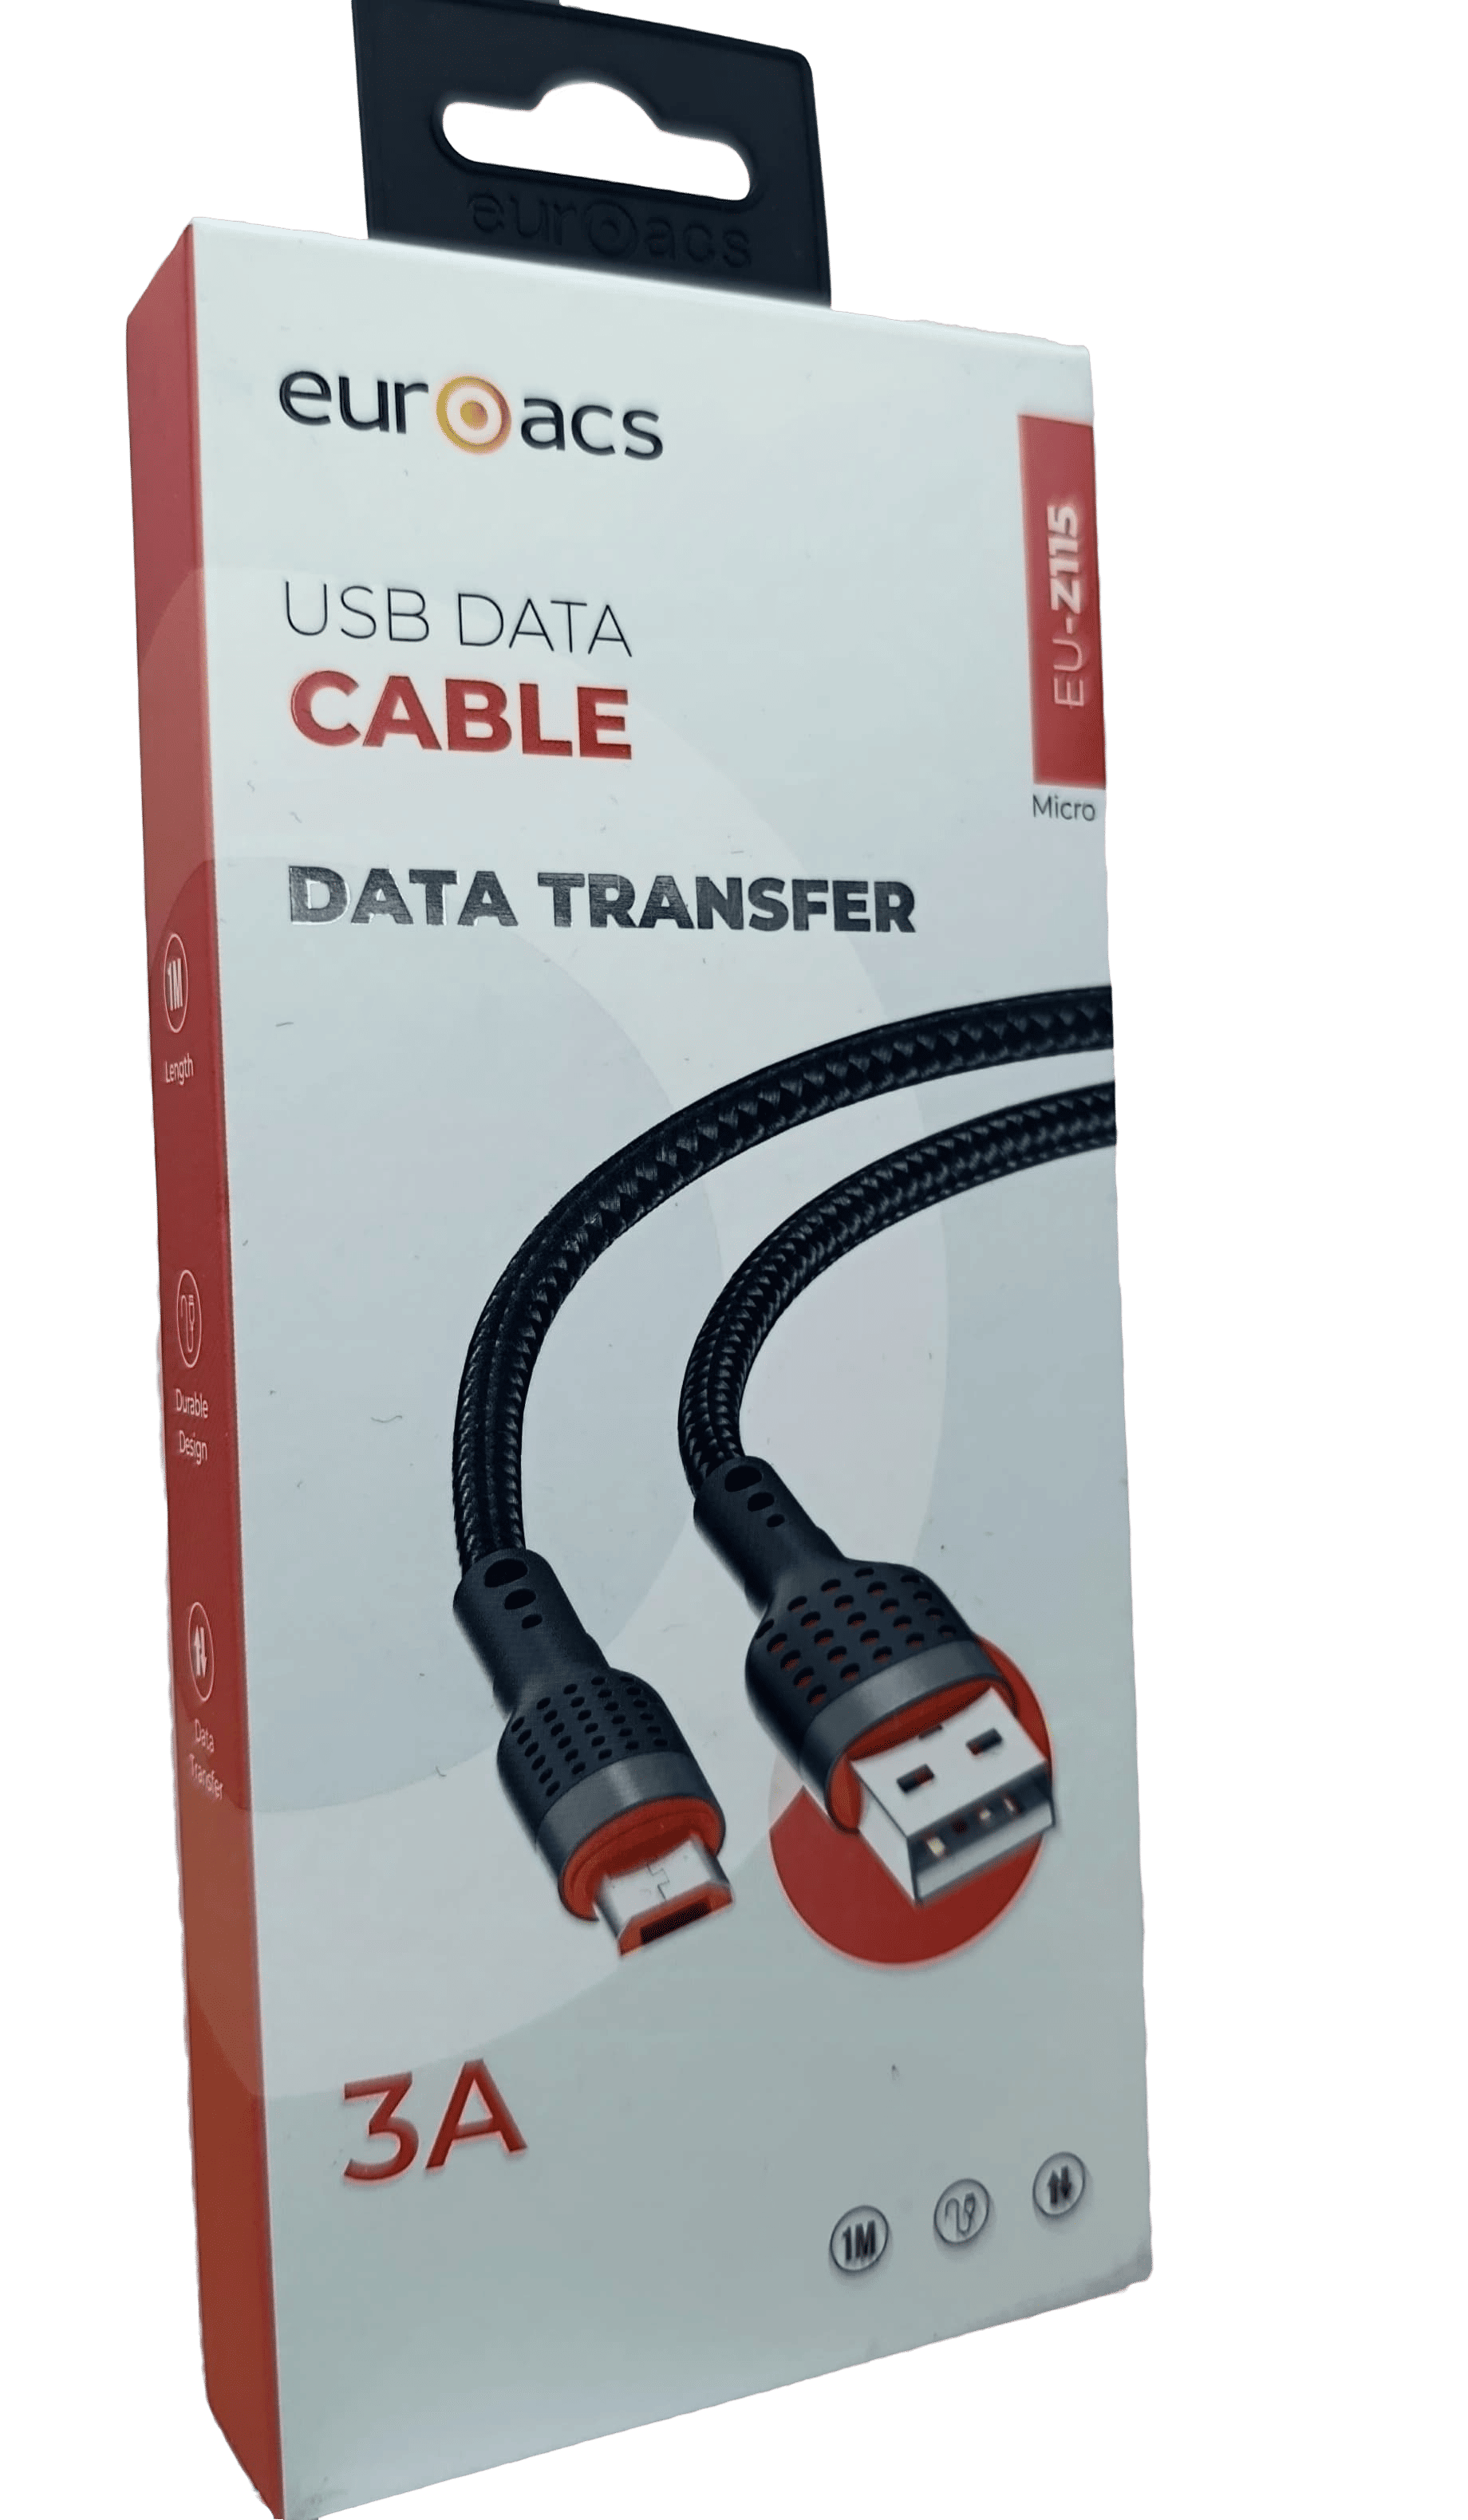 euroacs
euroacs
USB DATA
CABLE
EU-Z115
Micro
DATA TRANSFER
1M
Length
Durable
Design
Data
Transfer
3A
1M